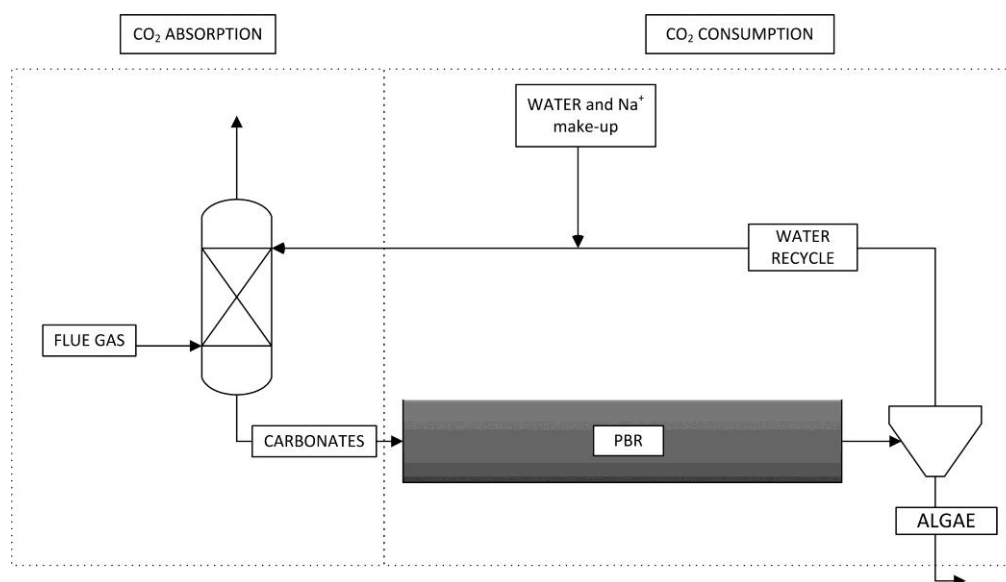 CO₂ ABSORPTION
CO₂ CONSUMPTION
WATER and Na⁺
make-up
WATER
RECYCLE
FLUE GAS
CARBONATES
PBR
ALGAE